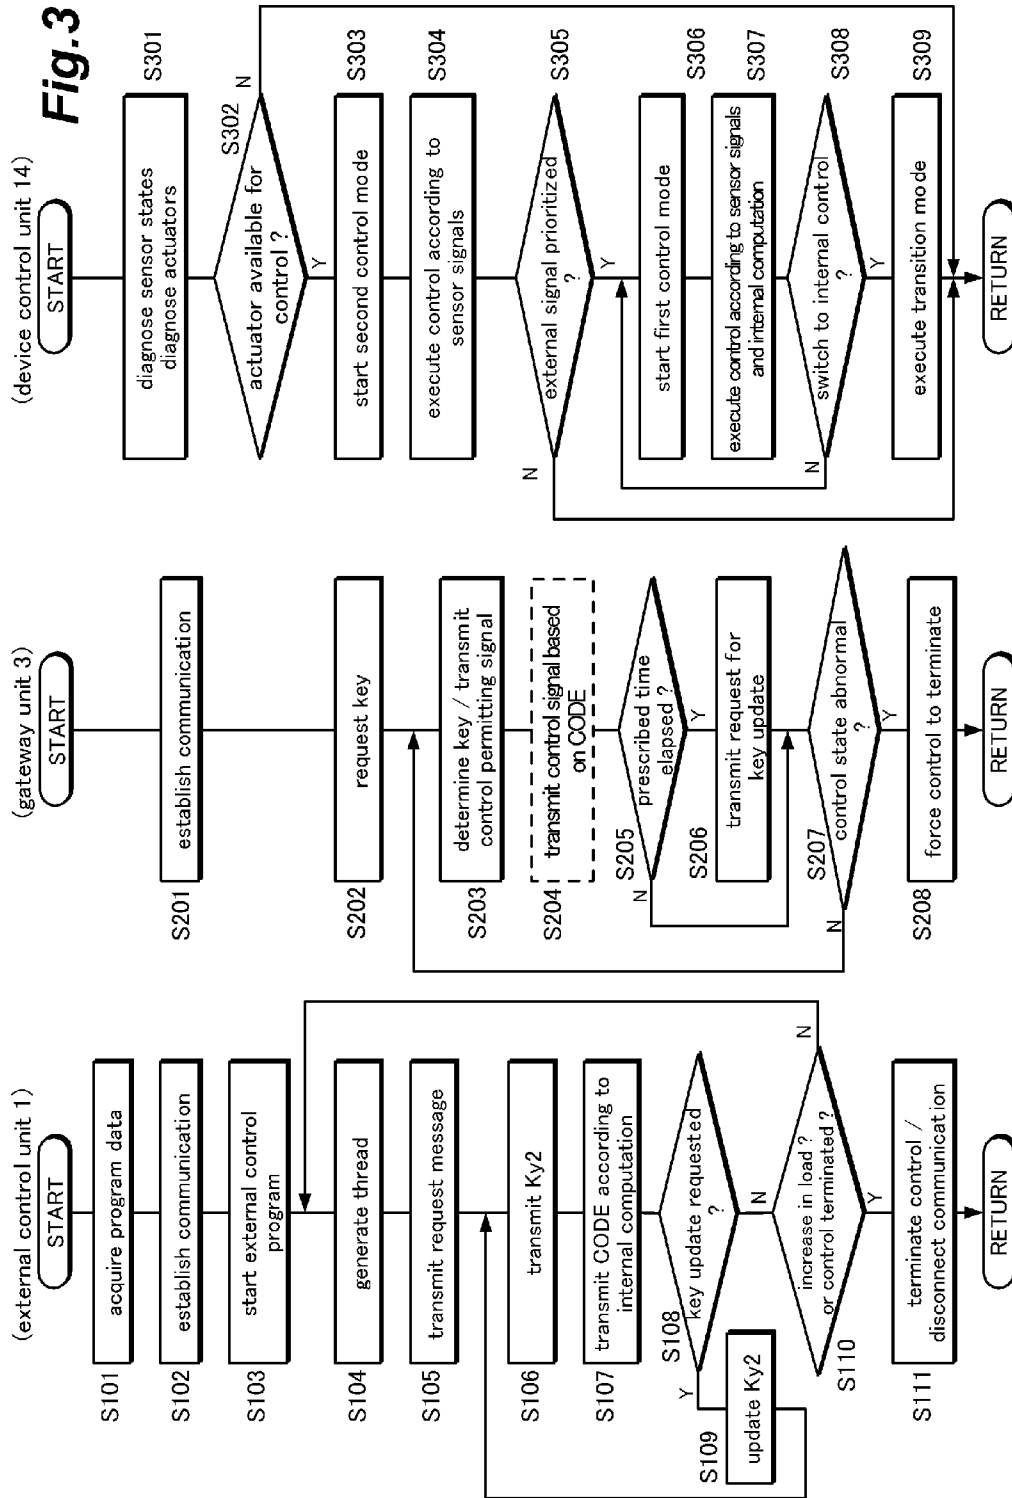 Fig.3
(external control unit 1)
START
S101
acquire program data
S102
establish communication
S103
start external control
program
S104
generate thread
S105
transmit request message
S106
transmit Ky2
S107
transmit CODE according to
internal computation
S108
key update requested
?
Y
N
S109
update Ky2
S110
increase in load ?
or control terminated ?
N
Y
S111
terminate control /
disconnect communication
RETURN
(gateway unit 3)
START
S201
establish communication
S202
request key
S203
determine key / transmit
control permitting signal
S204
transmit control signal based
on CODE
S205
prescribed time
elapsed ?
N
Y
S206
transmit request for
key update
S207
control state abnormal
?
N
Y
S208
force control to terminate
RETURN
(device control unit 14)
START
S301
diagnose sensor states
diagnose actuators
S302
actuator available for
control ?
N
Y
S303
start second control mode
S304
execute control according to
sensor signals
S305
external signal prioritized
?
N
Y
S306
start first control mode
S307
execute control according to sensor signals
and internal computation
S308
switch to internal control
?
N
Y
S309
execute transition mode
RETURN